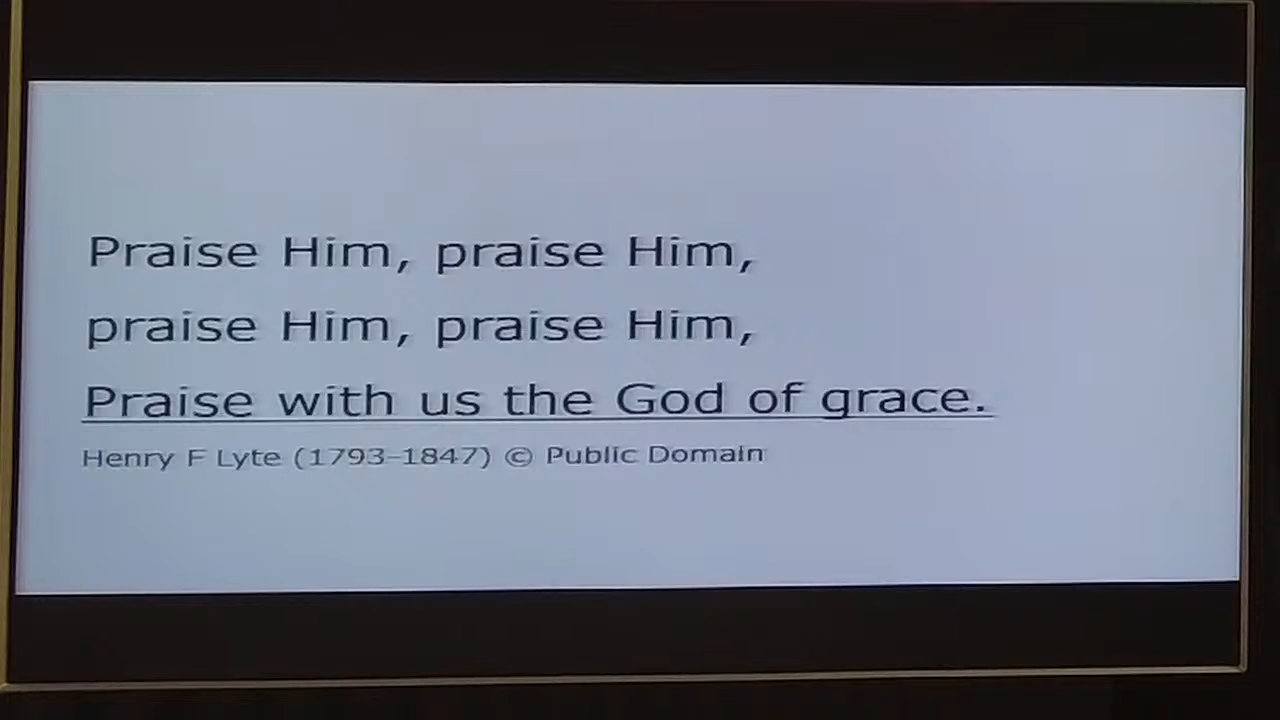 Praise Him, praise Him,
praise Him, praise Him,
Praise with us the God of grace.
Henry F Lyte (1793-1847) © Public Domain